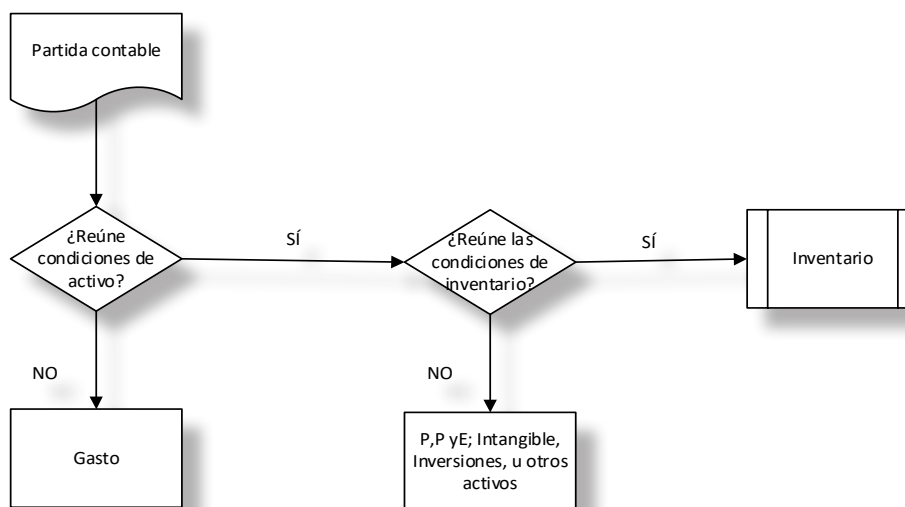 Partida contable
¿Reúne
condiciones de
activo?
SÍ
¿Reúne las
condiciones de
inventario?
SÍ
Inventario
NO
NO
Gasto
P,P yE; Intangible,
Inversiones, u otros
activos